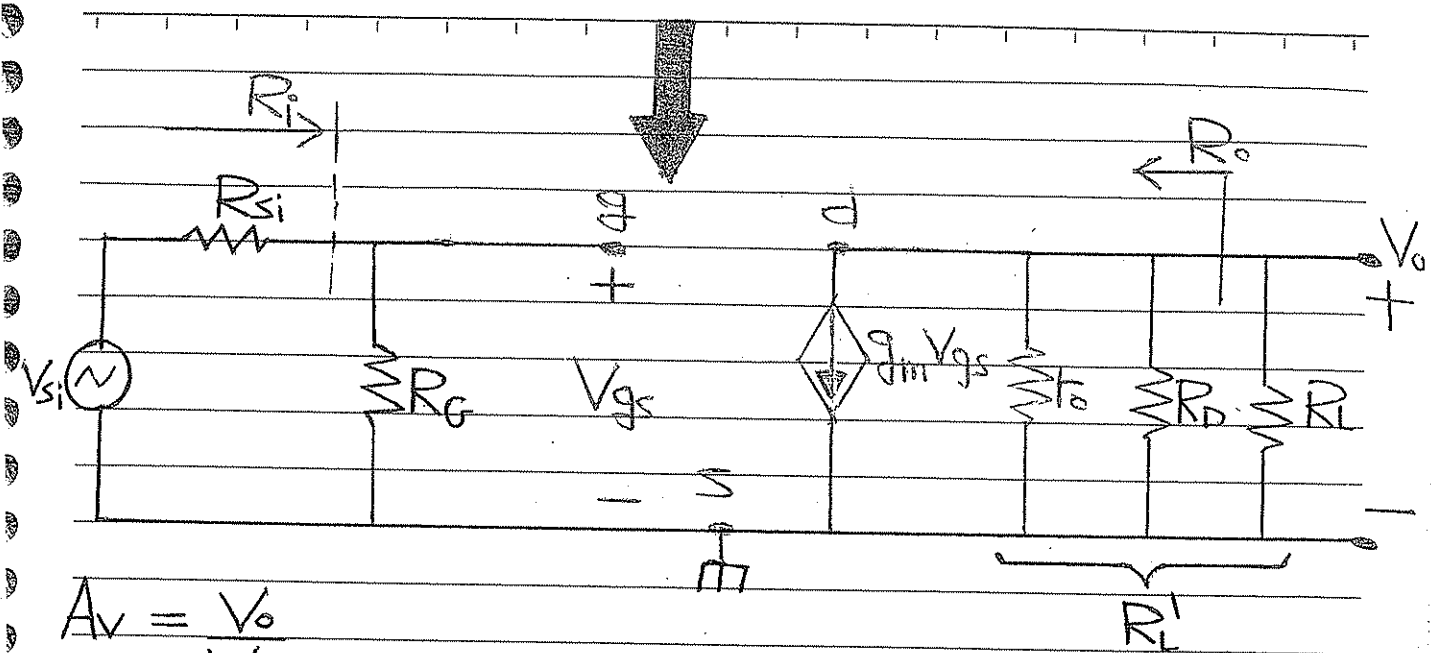 Ri
Ro
Rsi
g
d
Vo
+
+
Vsi
RG
Vgs
gmVgs
ro
RD
RL
−
s
−
RL'
Av = Vo